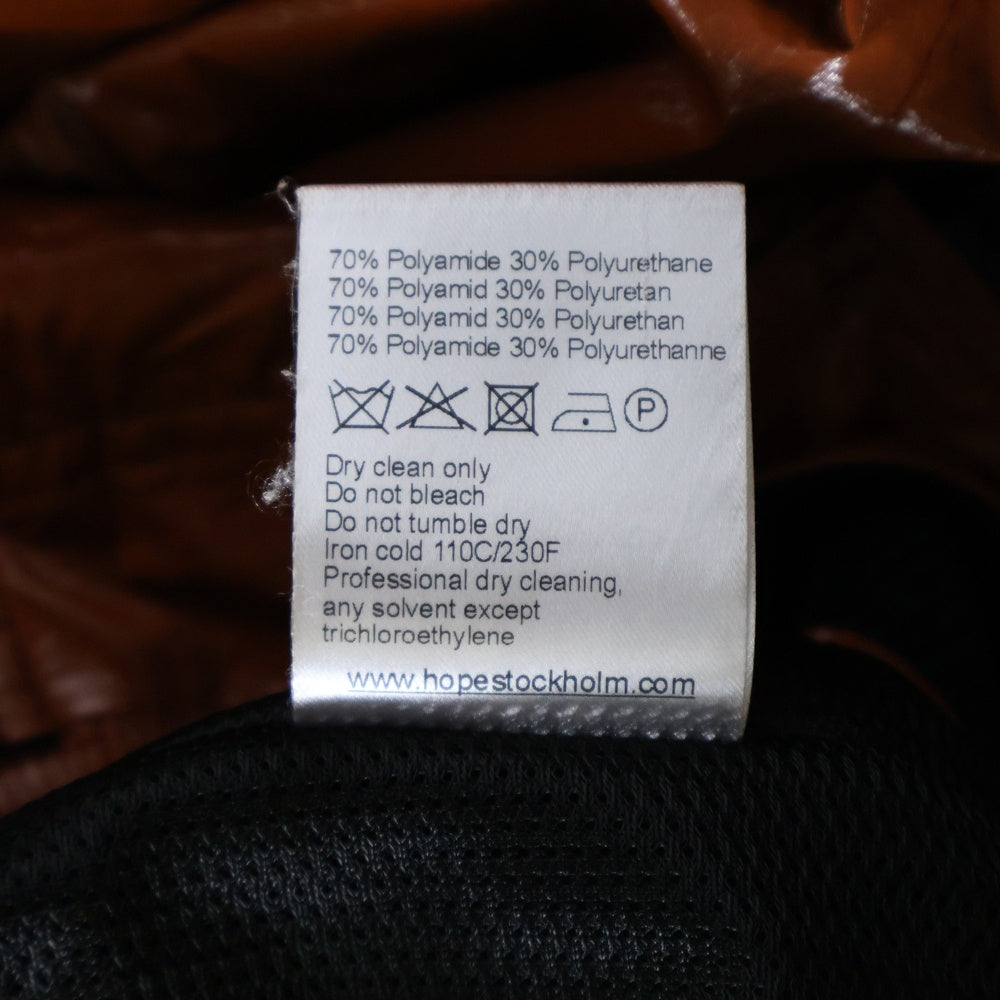 70% Polyamide 30% Polyurethane
70% Polyamid 30% Polyuretan
70% Polyamid 30% Polyurethan
70% Polyamide 30% Polyurethanne
P
Dry clean only
Do not bleach
Do not tumble dry
Iron cold 110C/230F
Professional dry cleaning,
any solvent except
trichloroethylene
www.hopestockholm.com